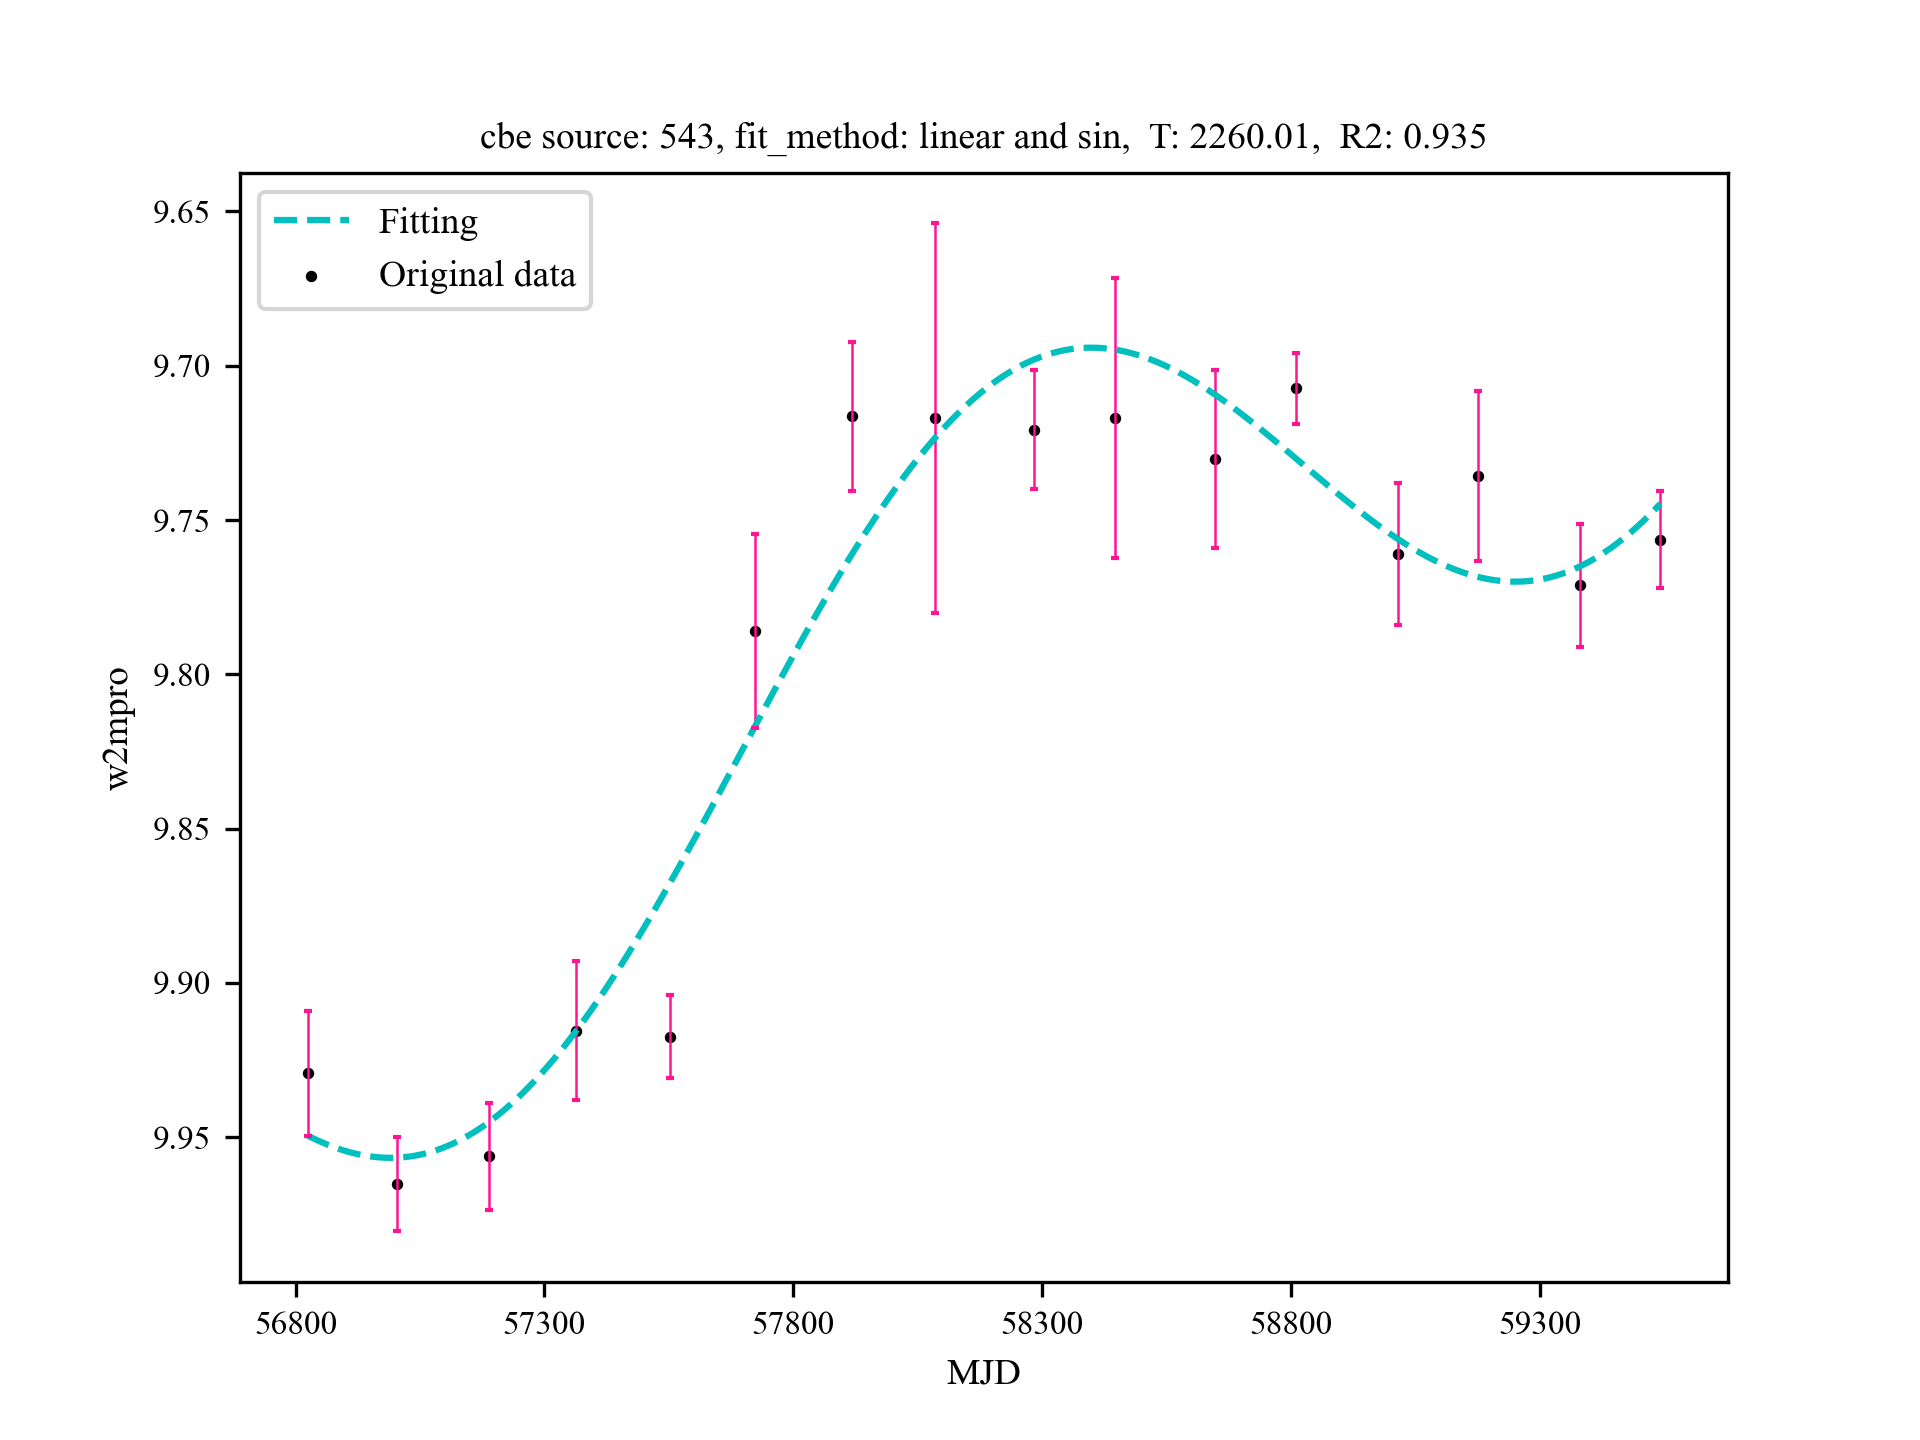 cbe source: 543, fit_method: linear and sin,  T: 2260.01,  R2: 0.935
Fitting
Original data
9.65
9.70
9.75
9.80
9.85
9.90
9.95
w2mpro
56800 57300 57800 58300 58800 59300
MJD